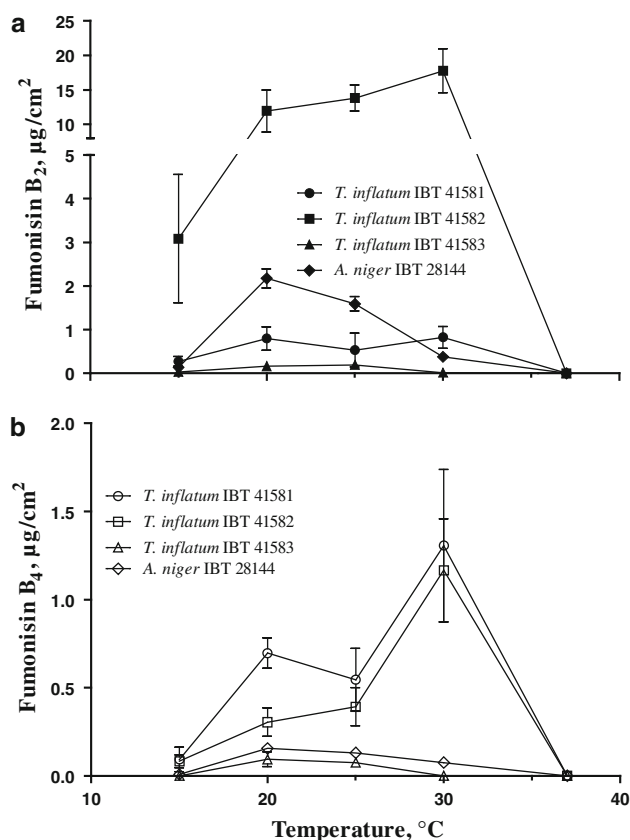 a
25
20
15
10
5
4
3
2
1
0
Fumonisin B2, µg/cm2
T. inflatum IBT 41581
T. inflatum IBT 41582
T. inflatum IBT 41583
A. niger IBT 28144
b
2.0
1.5
1.0
0.5
0.0
Fumonisin B4, µg/cm2
T. inflatum IBT 41581
T. inflatum IBT 41582
T. inflatum IBT 41583
A. niger IBT 28144
10
20
30
40
Temperature, °C